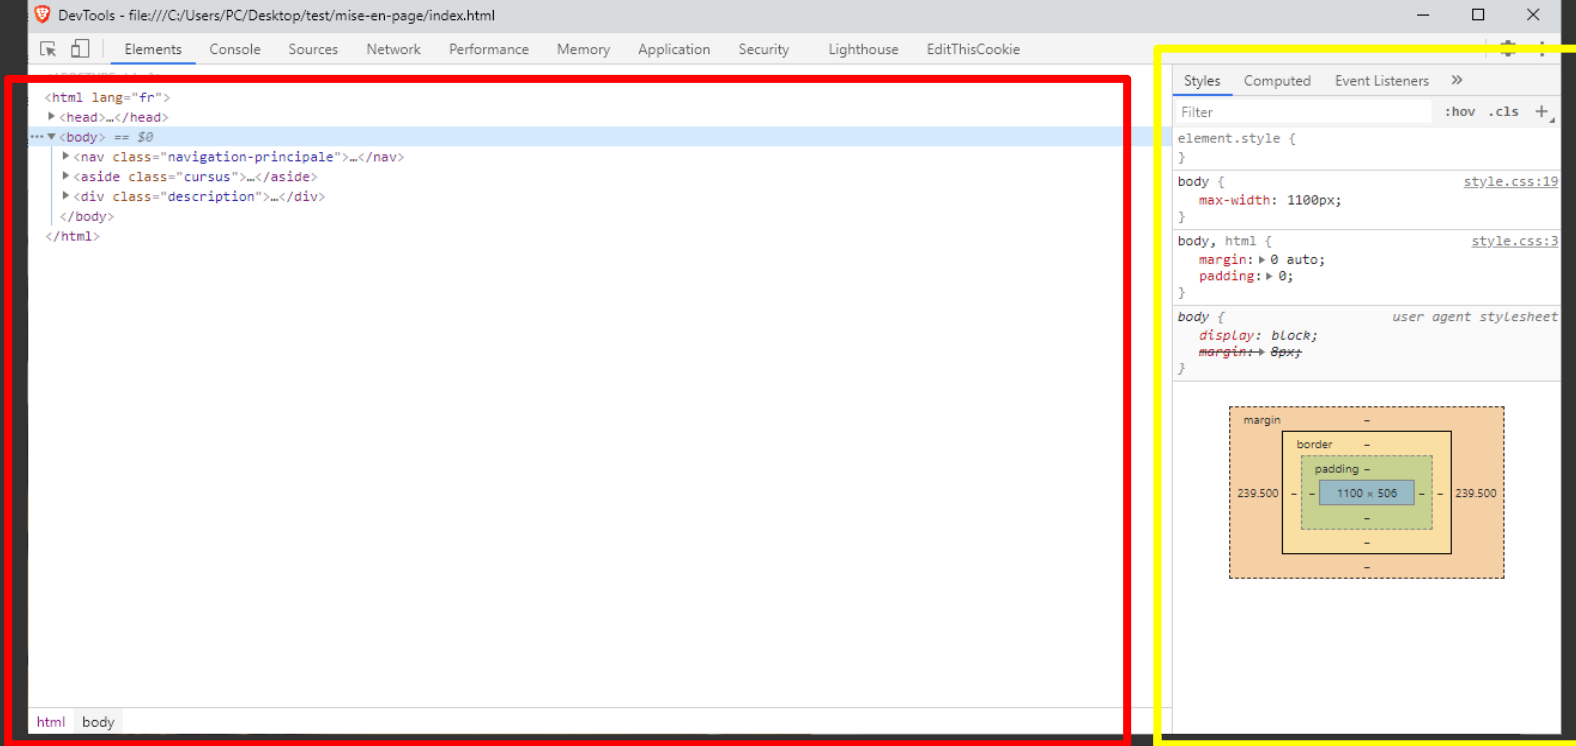 DevTools - file:///C:/Users/PC/Desktop/test/mise-en-page/index.html
Elements Console Sources Network Performance Memory Application Security Lighthouse EditThisCookie
<html lang="fr">
<head>…</head>
<body> == $0
<nav class="navigation-principale">…</nav>
<aside class="cursus">…</aside>
<div class="description">…</div>
</body>
</html>
html body
Styles Computed Event Listeners »
Filter :hov .cls +
element.style {
}
body { style.css:19
max-width: 1100px;
}
body, html { style.css:3
margin: 0 auto;
padding: 0;
}
body { user agent stylesheet
display: block;
margin: 8px;
}
margin –
border –
padding –
239.500 – – 1100 × 506 – – 239.500
–
–
–